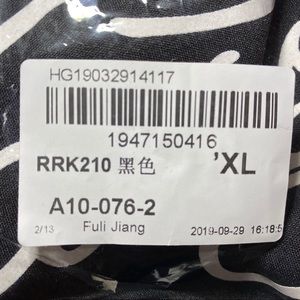 HG19032914117
1947150416
RRK210 黑色 'XL
A10-076-2
2/13 Fuli Jiang 2019-09-29 16:18:5